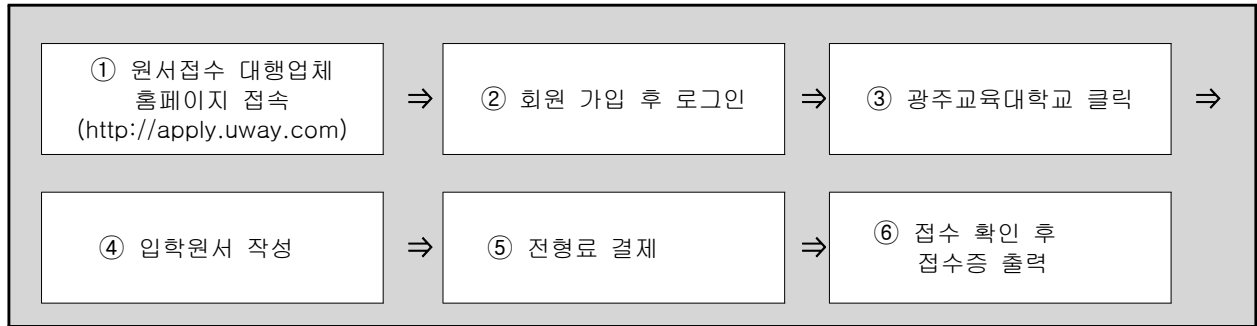 ① 원서접수 대행업체
홈페이지 접속
(http://apply.uway.com)
⇒
② 회원 가입 후 로그인
⇒
③ 광주교육대학교 클릭
⇒
④ 입학원서 작성
⇒
⑤ 전형료 결제
⇒
⑥ 접수 확인 후
접수증 출력